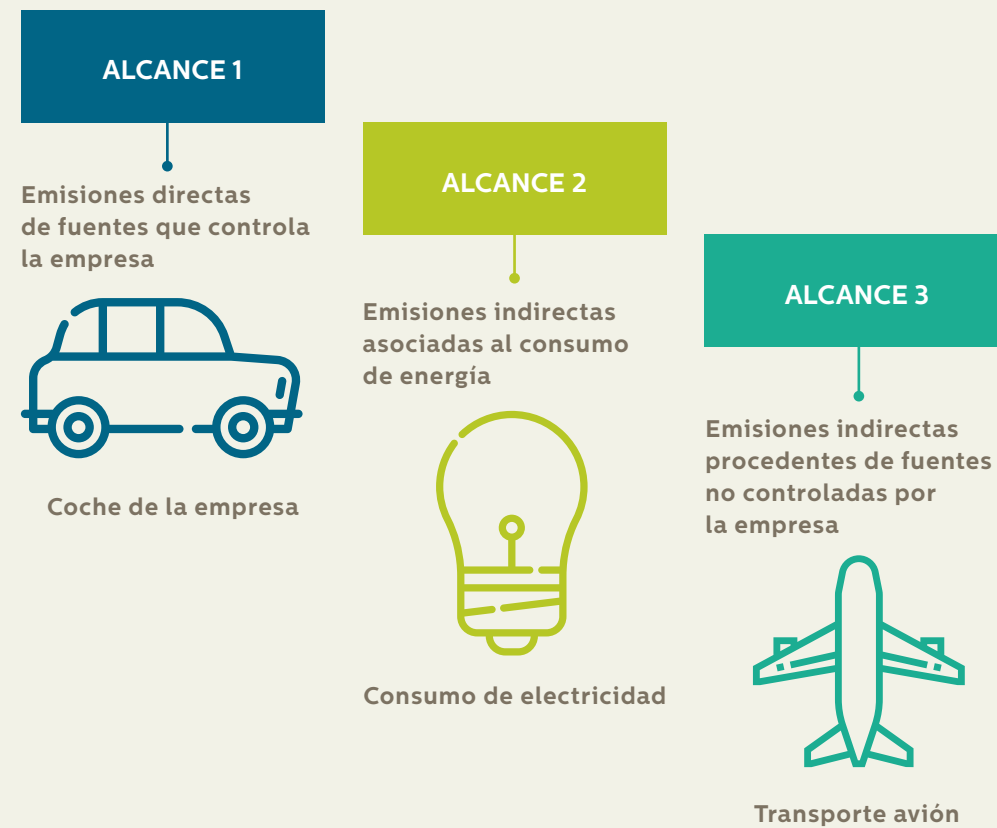 ALCANCE 1
Emisiones directas
de fuentes que controla
la empresa
Coche de la empresa
ALCANCE 2
Emisiones indirectas
asociadas al consumo
de energía
Consumo de electricidad
ALCANCE 3
Emisiones indirectas
procedentes de fuentes
no controladas por
la empresa
Transporte avión